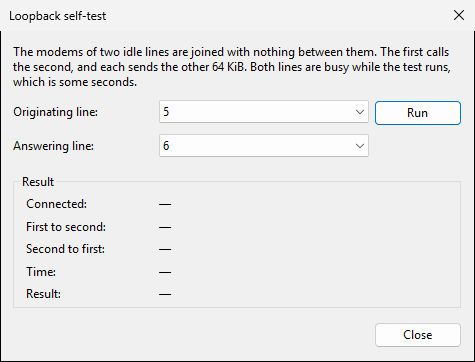 Loopback self-test
The modems of two idle lines are joined with nothing between them. The first calls
the second, and each sends the other 64 KiB. Both lines are busy while the test runs,
which is some seconds.
Originating line: 5 Run
Answering line: 6
Result
Connected: —
First to second: —
Second to first: —
Time: —
Result: —
Close